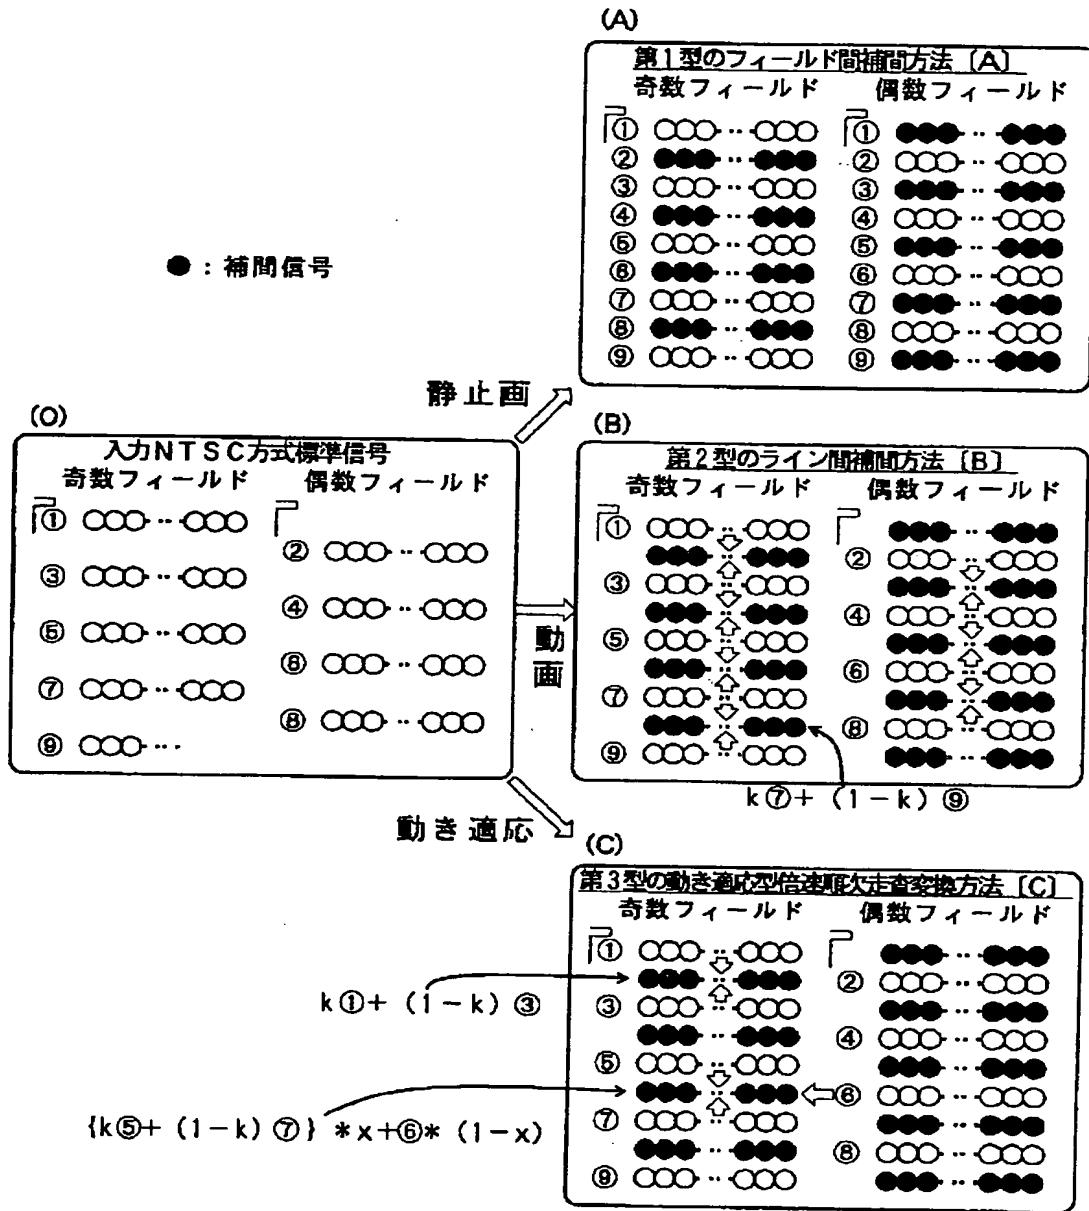 (A)
第1型のフィールド間補間方法〔A〕
奇数フィールド 偶数フィールド
① ①
② ②
③ ③
④ ④
⑤ ⑤
⑥ ⑥
⑦ ⑦
⑧ ⑧
⑨ ⑨
●：補間信号
静止画
(O)
入力NTSC方式標準信号
奇数フィールド 偶数フィールド
①
②
③
④
⑤
⑥
⑦
⑧
⑨
動画
(B)
第2型のライン間補間方法〔B〕
奇数フィールド 偶数フィールド
①
②
③
④
⑤
⑥
⑦
⑧
⑨
k⑦+(1-k)⑨
動き適応
(C)
第3型の動き適応型倍速順次走査変換方法〔C〕
奇数フィールド 偶数フィールド
①
②
k①+(1-k)③
③
④
⑤
⑥
{k⑤+(1-k)⑦}*x+⑥*(1-x)
⑦
⑧
⑨